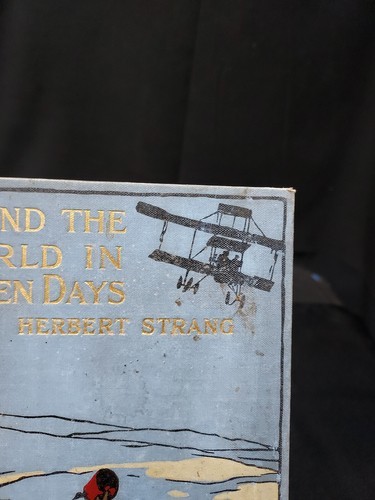 ND THE
RLD IN
EN DAYS
HERBERT STRANG